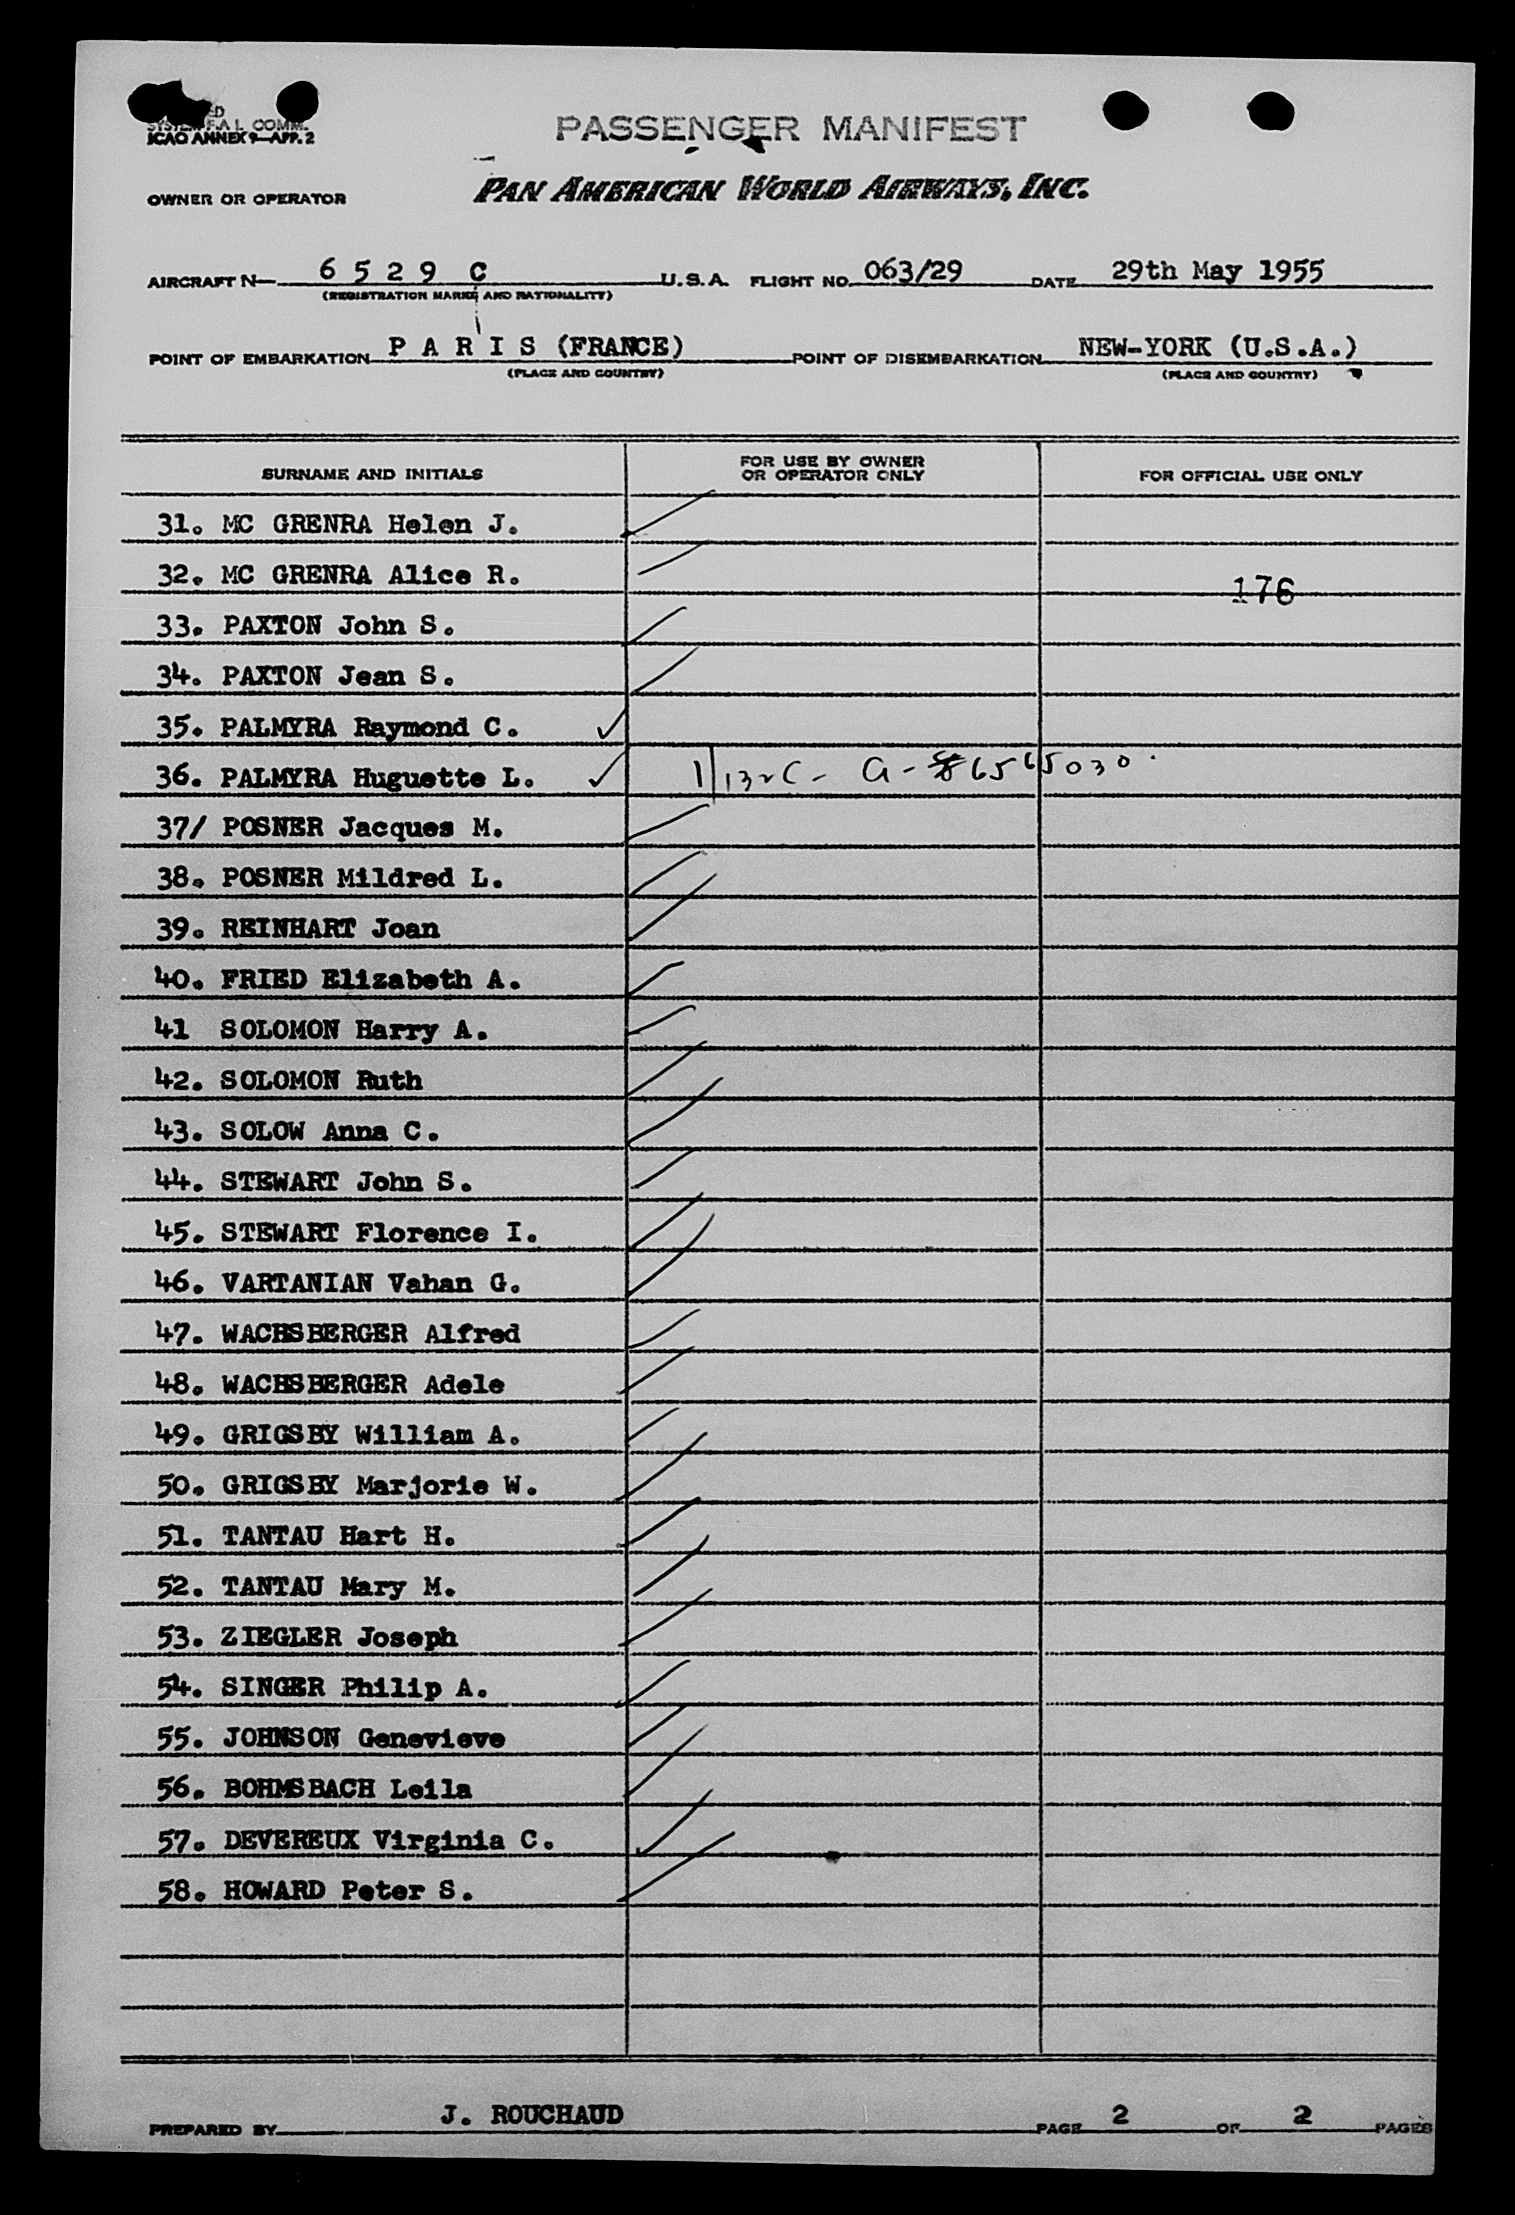 SYSTEM F.A.L. COMM.
ICAO ANNEX 9—APP. 2
PASSENGER MANIFEST
OWNER OR OPERATOR PAN AMERICAN WORLD AIRWAYS, INC.
AIRCRAFT N— 6 5 2 9 C U.S.A. FLIGHT NO. 063/29 DATE 29th May 1955
(REGISTRATION MARKS AND NATIONALITY)
POINT OF EMBARKATION P A R I S (FRANCE) POINT OF DISEMBARKATION NEW-YORK (U.S.A.)
(PLACE AND COUNTRY) (PLACE AND COUNTRY)
SURNAME AND INITIALS FOR USE BY OWNER OR OPERATOR ONLY FOR OFFICIAL USE ONLY
31. MC GRENRA Helen J.
32. MC GRENRA Alice R. 176
33. PAXTON John S.
34. PAXTON Jean S.
35. PALMYRA Raymond C. ✓
36. PALMYRA Huguette L. ✓ 1/132C- G- 6565030.
37/ POSNER Jacques M.
38. POSNER Mildred L.
39. REINHART Joan
40. FRIED Elizabeth A.
41 SOLOMON Harry A.
42. SOLOMON Ruth
43. SOLOW Anna C.
44. STEWART John S.
45. STEWART Florence I.
46. VARTANIAN Vahan G.
47. WACHSBERGER Alfred
48. WACHSBERGER Adele
49. GRIGSBY William A.
50. GRIGSBY Marjorie W.
51. TANTAU Hart H.
52. TANTAU Mary M.
53. ZIEGLER Joseph
54. SINGER Philip A.
55. JOHNSON Genevieve
56. BOHMSBACH Leila
57. DEVEREUX Virginia C.
58. HOWARD Peter S.
PREPARED BY J. ROUCHAUD PAGE 2 OF 2 PAGES